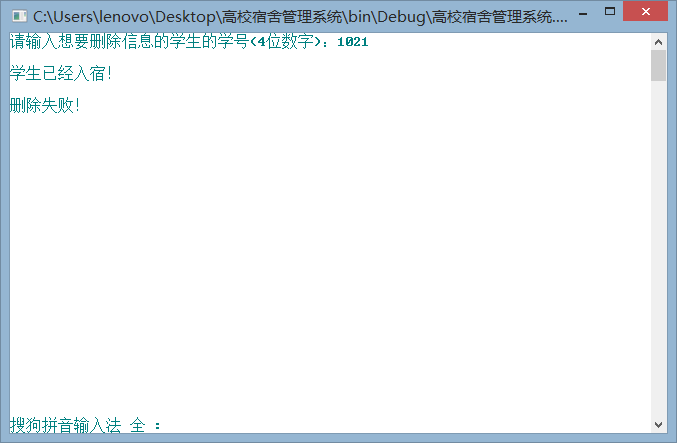 C:\Users\lenovo\Desktop\高校宿舍管理系统\bin\Debug\高校宿舍管理系统....
请输入想要删除信息的学生的学号(4位数字)：1021
学生已经入宿!
删除失败!
搜狗拼音输入法 全 ：